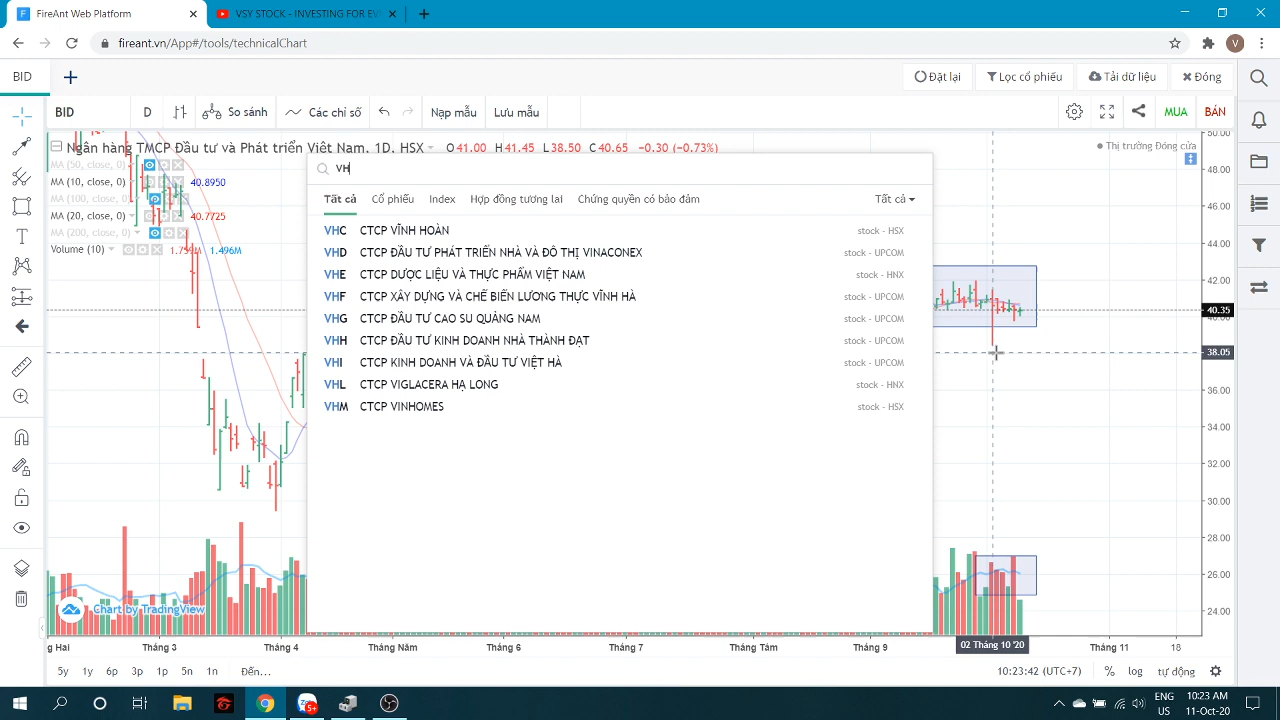 FireAnt Web Platform
VSY STOCK - INVESTING FOR EV
fireant.vn/App#/tools/technicalChart
V
BID
Đặt lại
Lọc cổ phiếu
Tải dữ liệu
Đóng
BID
D
So sánh
Các chỉ số
Nạp mẫu
Lưu mẫu
MUA
BÁN
Ngân hàng TMCP Đầu tư và Phát triển Việt Nam, 1D, HSX
O41.00 H41.45 L38.50 C40.65 −0.30 (−0.73%)
Thị trường Đóng cửa
MA (50, close, 0)
MA (10, close, 0) 40.8950
MA (100, close, 0)
MA (20, close, 0) 40.7725
MA (200, close, 0)
Volume (10) 1.759M 1.496M
VH
Tất cả
Cổ phiếu
Index
Hợp đồng tương lai
Chứng quyền có bảo đảm
Tất cả
VHC CTCP VĨNH HOÀN stock - HSX
VHD CTCP ĐẦU TƯ PHÁT TRIỂN NHÀ VÀ ĐÔ THỊ VINACONEX stock - UPCOM
VHE CTCP DƯỢC LIỆU VÀ THỰC PHẨM VIỆT NAM stock - HNX
VHF CTCP XÂY DỰNG VÀ CHẾ BIẾN LƯƠNG THỰC VĨNH HÀ stock - UPCOM
VHG CTCP ĐẦU TƯ CAO SU QUẢNG NAM stock - UPCOM
VHH CTCP ĐẦU TƯ KINH DOANH NHÀ THÀNH ĐẠT stock - UPCOM
VHI CTCP KINH DOANH VÀ ĐẦU TƯ VIỆT HÀ stock - UPCOM
VHL CTCP VIGLACERA HẠ LONG stock - HNX
VHM CTCP VINHOMES stock - HSX
50.00
48.00
46.00
44.00
42.00
40.35
40.00
38.05
36.00
34.00
32.00
30.00
28.00
26.00
24.00
Chart by TradingView
g Hai
Tháng 3
Tháng 4
Tháng Năm
Tháng 6
Tháng 7
Tháng Tám
Tháng 9
02 Tháng 10 '20
Tháng 11
18
5y 1y 6p 3p 1p 5n 1n Đến...
10:23:42 (UTC+7) % log tự động
5+
ENG
US
10:23 AM
11-Oct-20